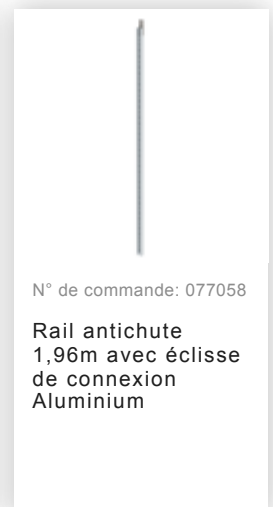 N° de commande: 077058
Rail antichute
1,96m avec éclisse
de connexion
Aluminium